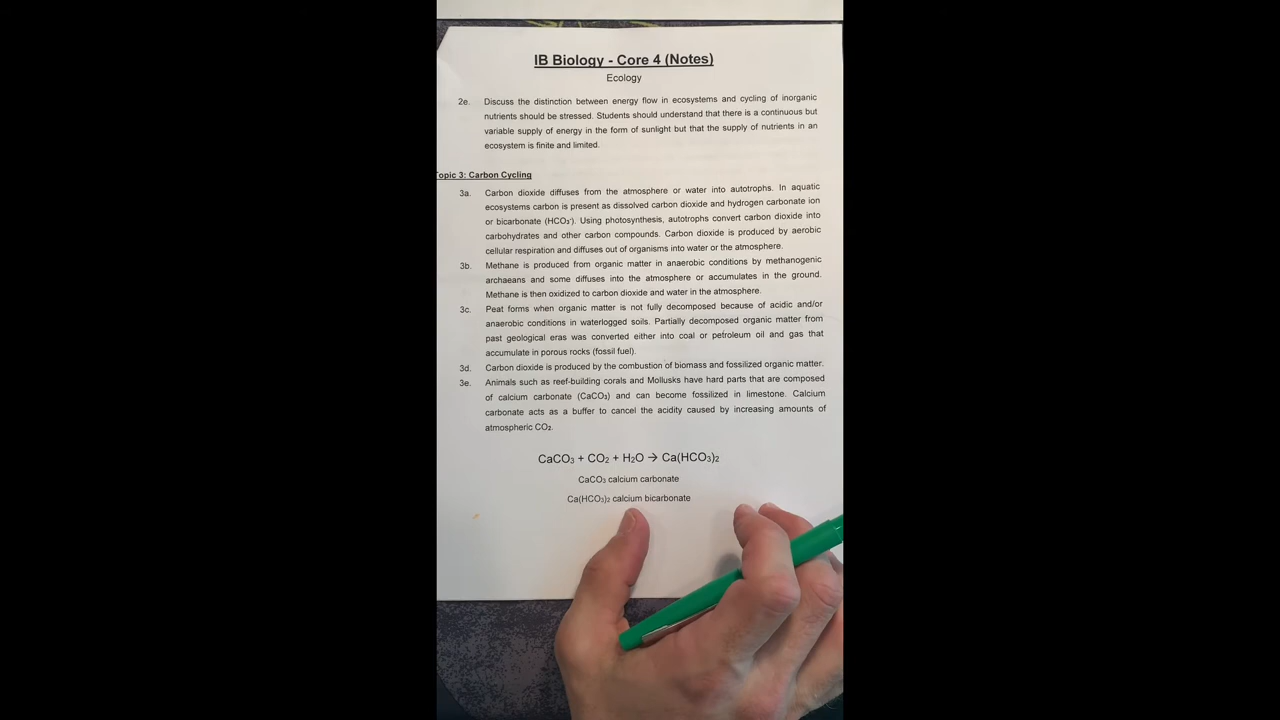 IB Biology - Core 4 (Notes)
Ecology
2e. Discuss the distinction between energy flow in ecosystems and cycling of inorganic
nutrients should be stressed. Students should understand that there is a continuous but
variable supply of energy in the form of sunlight but that the supply of nutrients in an
ecosystem is finite and limited.
Topic 3: Carbon Cycling
3a. Carbon dioxide diffuses from the atmosphere or water into autotrophs. In aquatic
ecosystems carbon is present as dissolved carbon dioxide and hydrogen carbonate ion
or bicarbonate (HCO₃⁻). Using photosynthesis, autotrophs convert carbon dioxide into
carbohydrates and other carbon compounds. Carbon dioxide is produced by aerobic
cellular respiration and diffuses out of organisms into water or the atmosphere.
3b. Methane is produced from organic matter in anaerobic conditions by methanogenic
archaeans and some diffuses into the atmosphere or accumulates in the ground.
Methane is then oxidized to carbon dioxide and water in the atmosphere.
3c. Peat forms when organic matter is not fully decomposed because of acidic and/or
anaerobic conditions in waterlogged soils. Partially decomposed organic matter from
past geological eras was converted either into coal or petroleum oil and gas that
accumulate in porous rocks (fossil fuel).
3d. Carbon dioxide is produced by the combustion of biomass and fossilized organic matter.
3e. Animals such as reef-building corals and Mollusks have hard parts that are composed
of calcium carbonate (CaCO₃) and can become fossilized in limestone. Calcium
carbonate acts as a buffer to cancel the acidity caused by increasing amounts of
atmospheric CO₂.
CaCO₃ + CO₂ + H₂O → Ca(HCO₃)₂
CaCO₃ calcium carbonate
Ca(HCO₃)₂ calcium bicarbonate